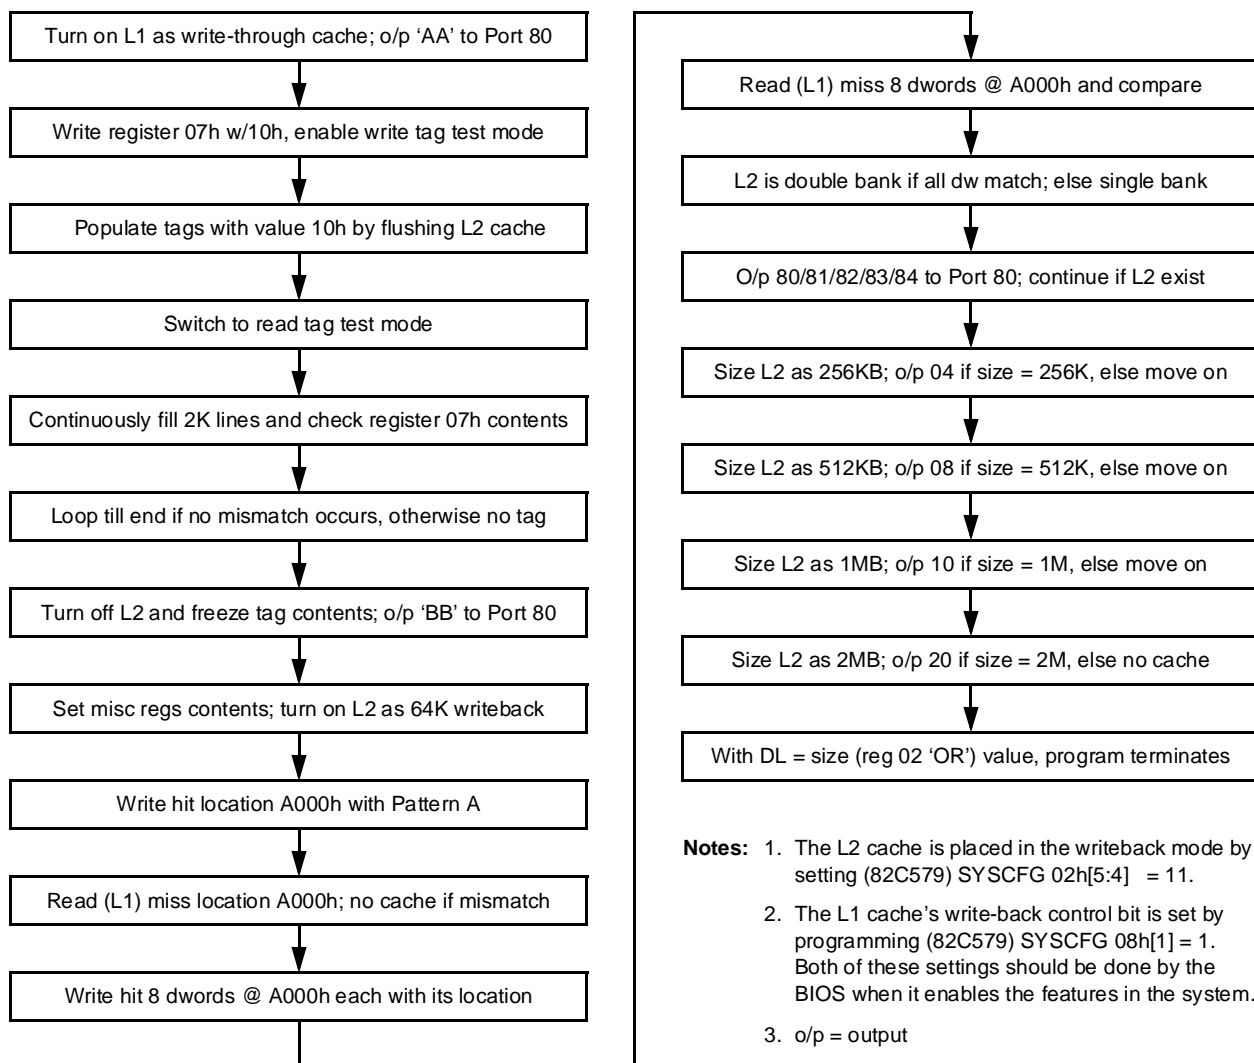 Turn on L1 as write-through cache; o/p ‘AA’ to Port 80
Write register 07h w/10h, enable write tag test mode
Populate tags with value 10h by flushing L2 cache
Switch to read tag test mode
Continuously fill 2K lines and check register 07h contents
Loop till end if no mismatch occurs, otherwise no tag
Turn off L2 and freeze tag contents; o/p ‘BB’ to Port 80
Set misc regs contents; turn on L2 as 64K writeback
Write hit location A000h with Pattern A
Read (L1) miss location A000h; no cache if mismatch
Write hit 8 dwords @ A000h each with its location
Read (L1) miss 8 dwords @ A000h and compare
L2 is double bank if all dw match; else single bank
O/p 80/81/82/83/84 to Port 80; continue if L2 exist
Size L2 as 256KB; o/p 04 if size = 256K, else move on
Size L2 as 512KB; o/p 08 if size = 512K, else move on
Size L2 as 1MB; o/p 10 if size = 1M, else move on
Size L2 as 2MB; o/p 20 if size = 2M, else no cache
With DL = size (reg 02 ‘OR’) value, program terminates
Notes: 1. The L2 cache is placed in the writeback mode by
setting (82C579) SYSCFG 02h[5:4] = 11.
2. The L1 cache’s write-back control bit is set by
programming (82C579) SYSCFG 08h[1] = 1.
Both of these settings should be done by the
BIOS when it enables the features in the system.
3. o/p = output